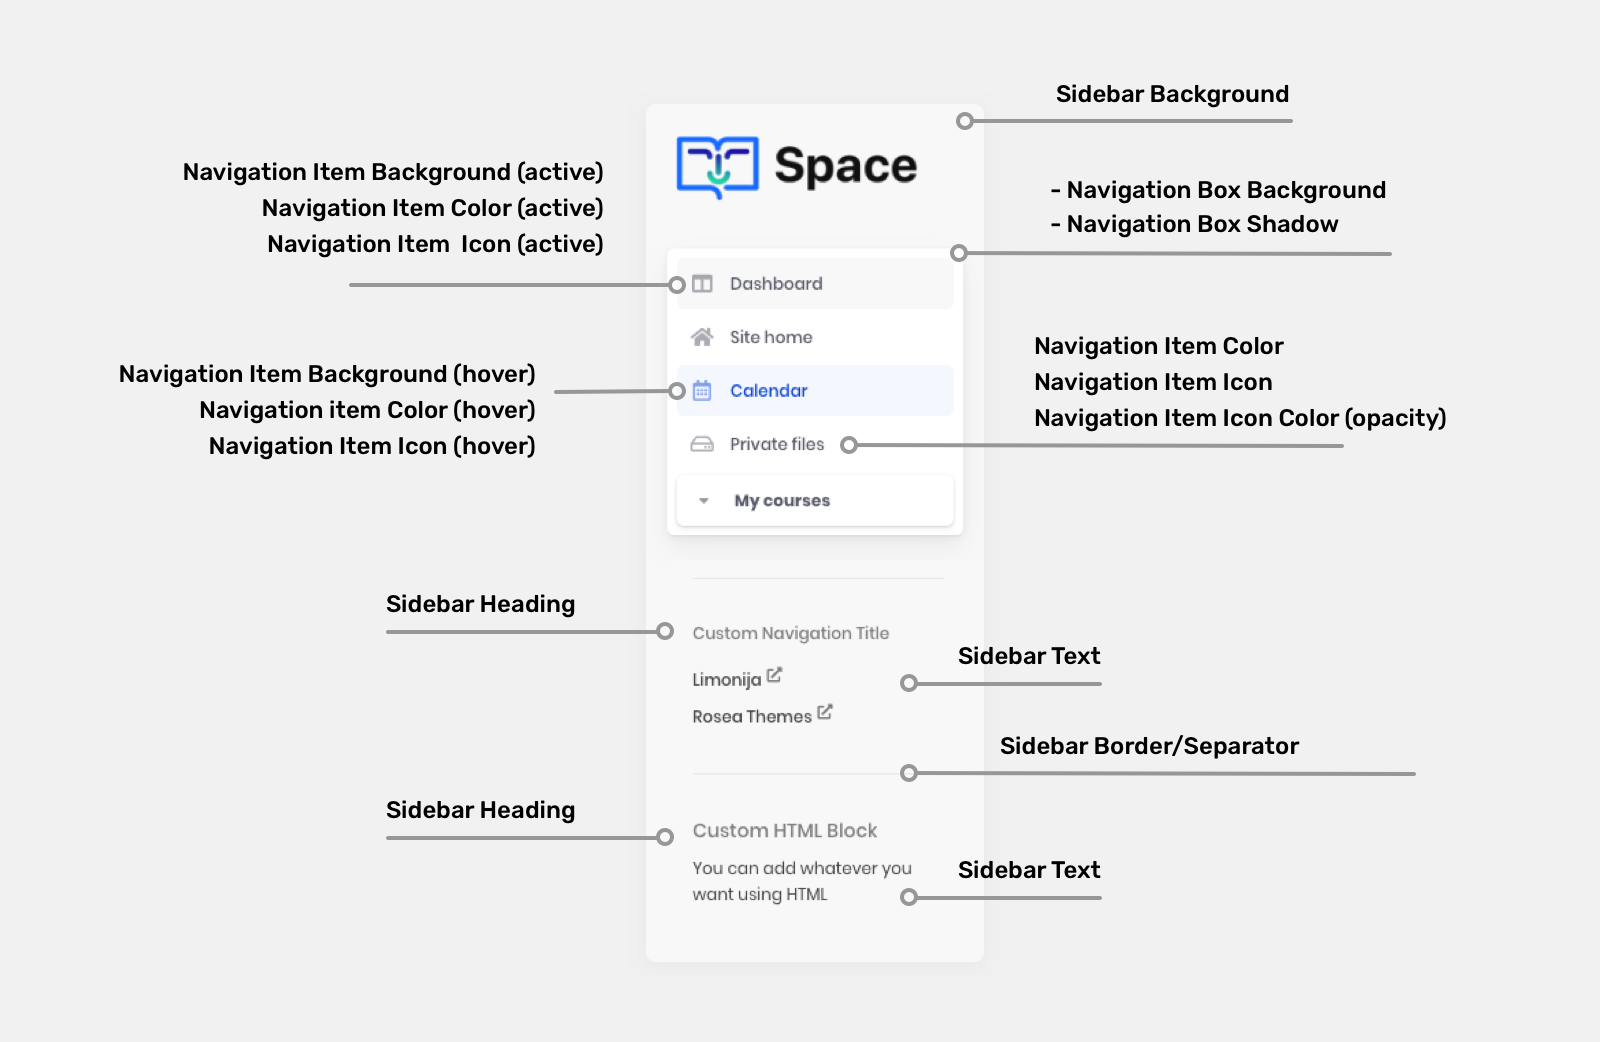 Sidebar Background
Space
Navigation Item Background (active)
Navigation Item Color (active)
Navigation Item  Icon (active)
- Navigation Box Background
- Navigation Box Shadow
Dashboard
Site home
Calendar
Private files
My courses
Navigation Item Background (hover)
Navigation item Color (hover)
Navigation Item Icon (hover)
Navigation Item Color
Navigation Item Icon
Navigation Item Icon Color (opacity)
Sidebar Heading
Custom Navigation Title
Limonija
Rosea Themes
Sidebar Text
Sidebar Border/Separator
Sidebar Heading
Custom HTML Block
You can add whatever you
want using HTML
Sidebar Text